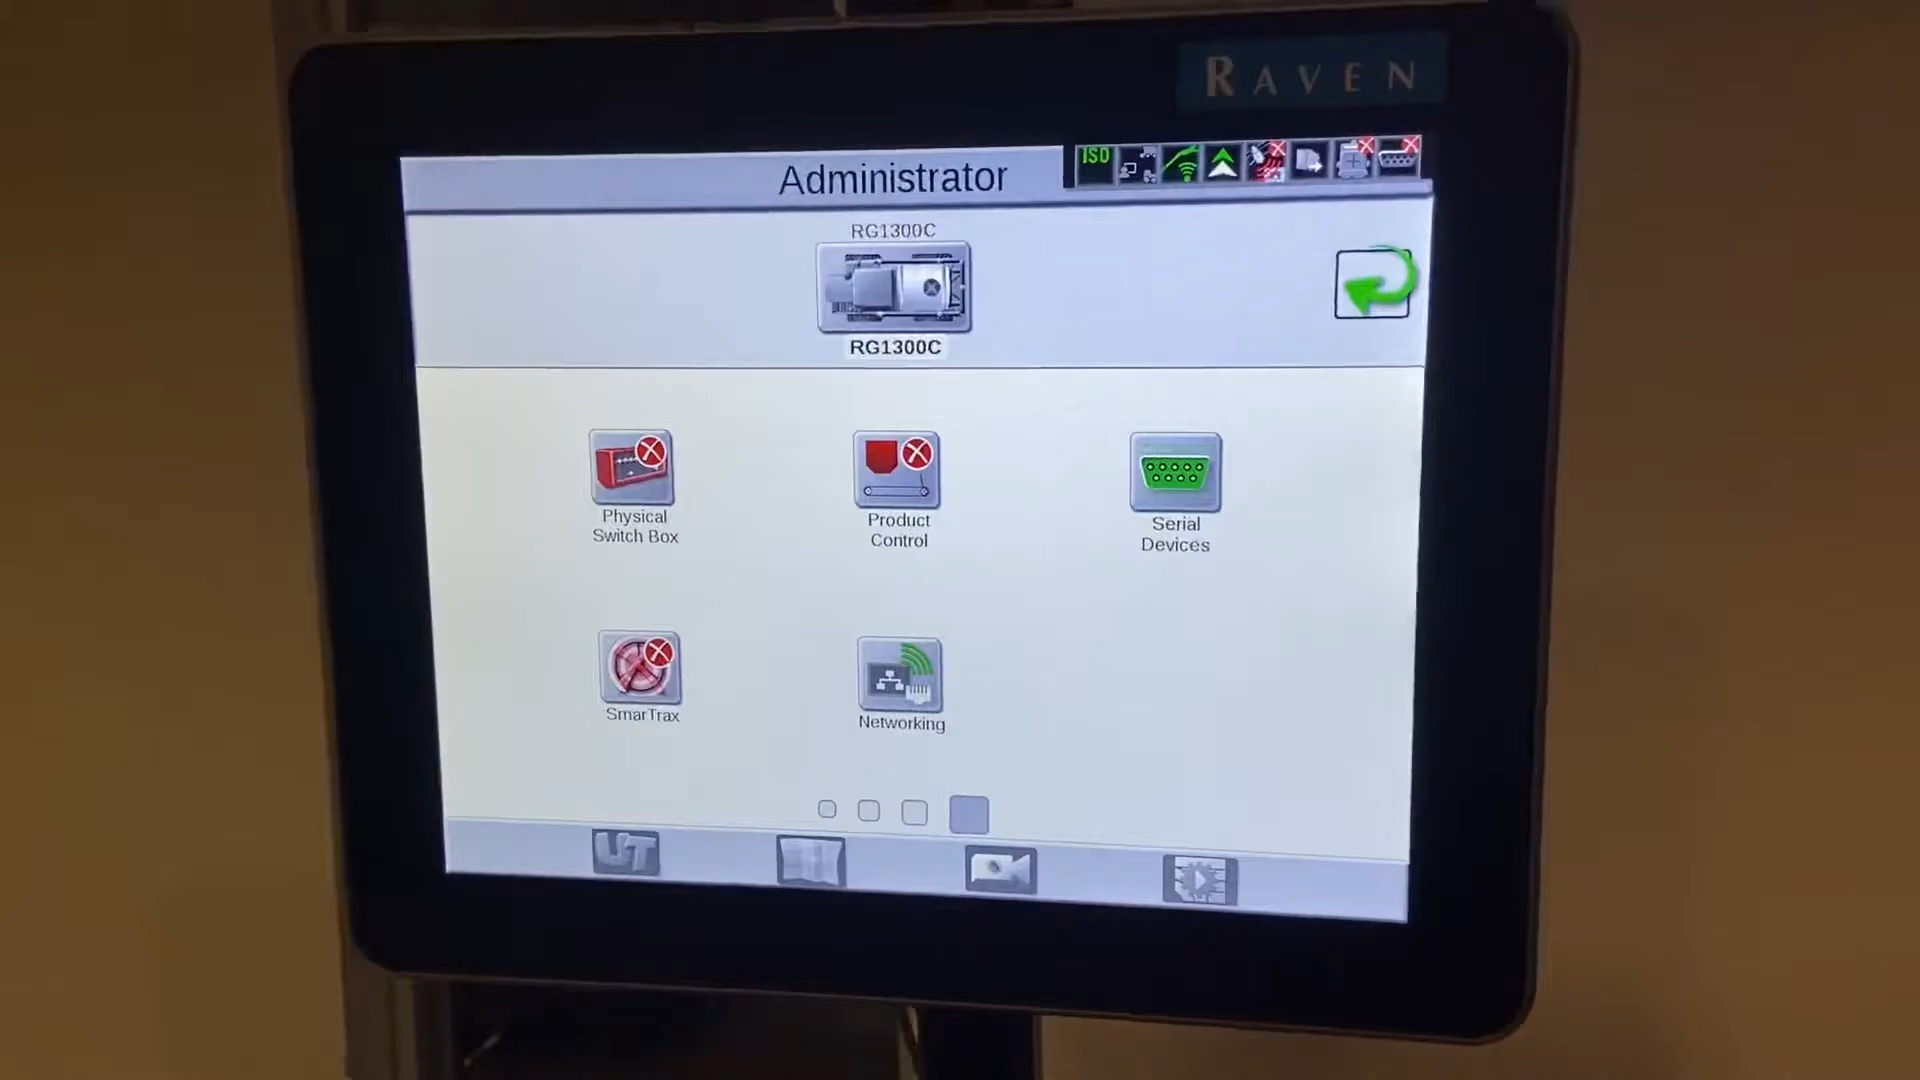 RAVEN
Administrator
ISO
RG1300C
RG1300C
Physical
Switch Box
Product
Control
Serial
Devices
SmarTrax
Networking
UT